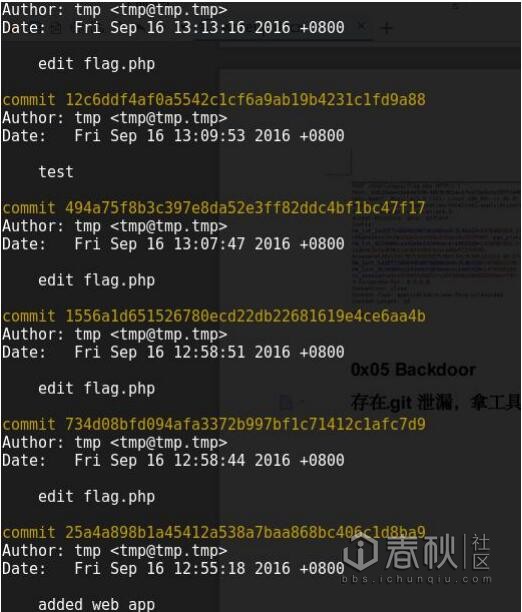 Author: tmp <tmp@tmp.tmp>
Date:   Fri Sep 16 13:13:16 2016 +0800
edit flag.php
commit 12c6ddf4af0a5542c1cf6a9ab19b4231c1fd9a88
Author: tmp <tmp@tmp.tmp>
Date:   Fri Sep 16 13:09:53 2016 +0800
test
commit 494a75f8b3c397e8da52e3ff82ddc4bf1bc47f17
Author: tmp <tmp@tmp.tmp>
Date:   Fri Sep 16 13:07:47 2016 +0800
edit flag.php
commit 1556a1d651526780ecd22db22681619e4ce6aa4b
Author: tmp <tmp@tmp.tmp>
Date:   Fri Sep 16 12:58:51 2016 +0800
0x05 Backdoor
edit flag.php
存在.git 泄漏，拿工具
commit 734d08bfd094afa3372b997bf1c71412c1afc7d9
Author: tmp <tmp@tmp.tmp>
Date:   Fri Sep 16 12:58:44 2016 +0800
edit flag.php
commit 25a4a898b1a45412a538a7baa868bc406c1d8ba9
Author: tmp <tmp@tmp.tmp>
Date:   Fri Sep 16 12:55:18 2016 +0800
added web app
春秋 社区
bbs.ichunqiu.com